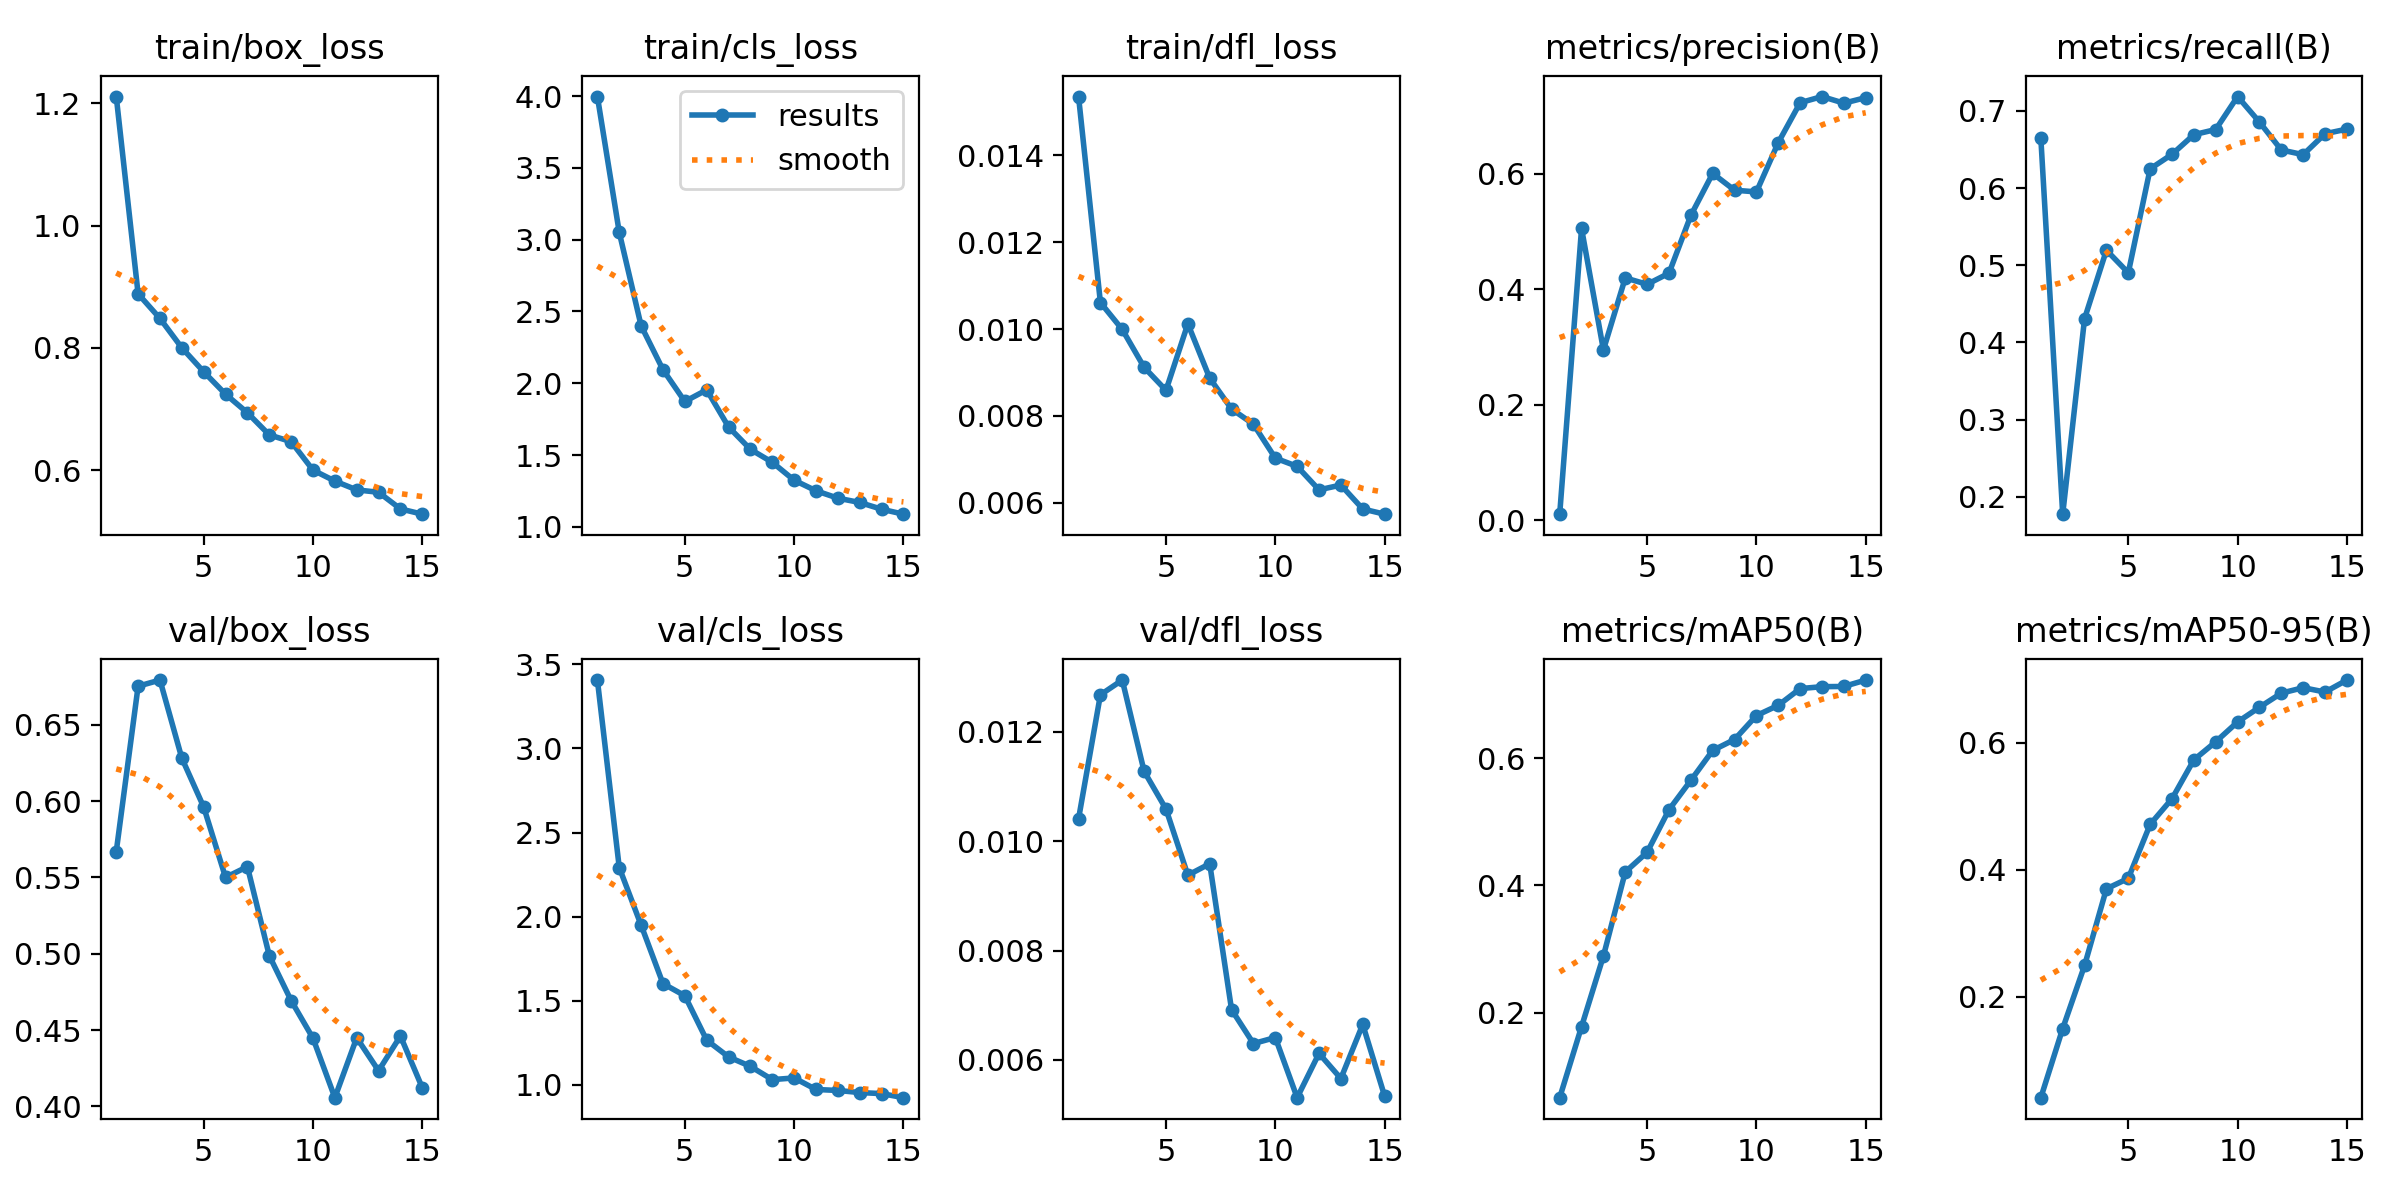 train/box_loss
train/cls_loss
train/dfl_loss
metrics/precision(B)
metrics/recall(B)
1.2
1.0
0.8
0.6
5 10 15
4.0
3.5
3.0
2.5
2.0
1.5
1.0
5 10 15
results
smooth
0.014
0.012
0.010
0.008
0.006
5 10 15
0.6
0.4
0.2
0.0
5 10 15
0.7
0.6
0.5
0.4
0.3
0.2
5 10 15
val/box_loss
val/cls_loss
val/dfl_loss
metrics/mAP50(B)
metrics/mAP50-95(B)
0.65
0.60
0.55
0.50
0.45
0.40
5 10 15
3.5
3.0
2.5
2.0
1.5
1.0
5 10 15
0.012
0.010
0.008
0.006
5 10 15
0.6
0.4
0.2
5 10 15
0.6
0.4
0.2
5 10 15